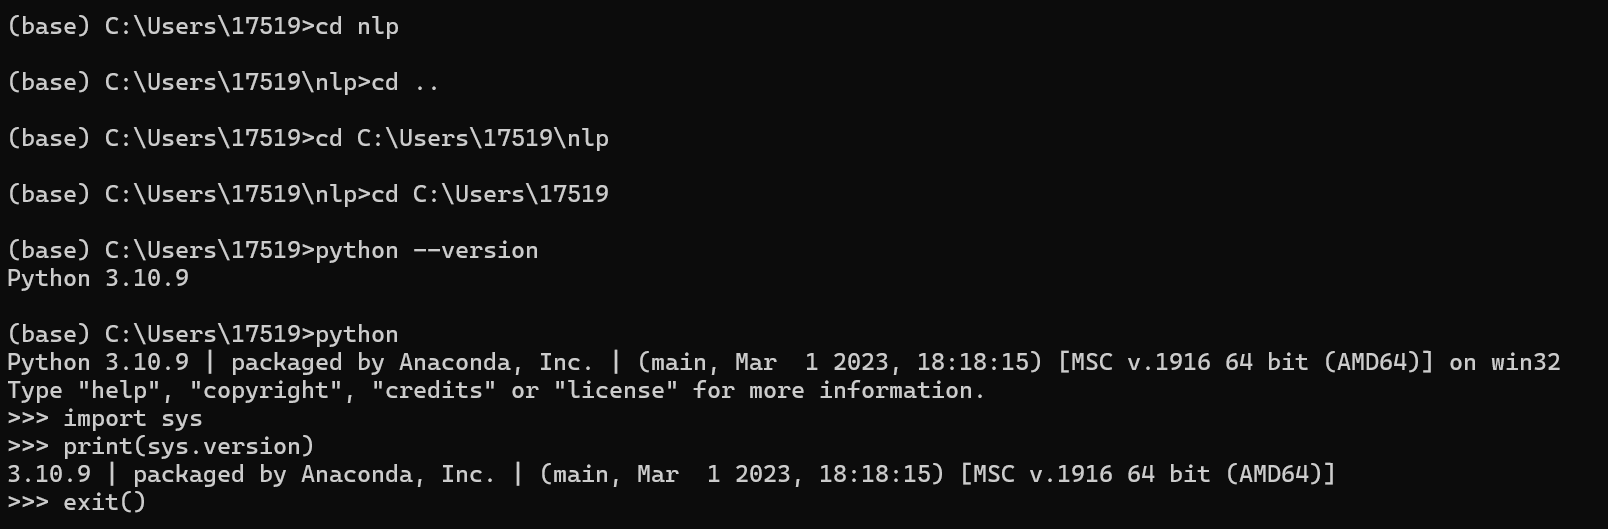 (base) C:\Users\17519>cd nlp
(base) C:\Users\17519\nlp>cd ..
(base) C:\Users\17519>cd C:\Users\17519\nlp
(base) C:\Users\17519\nlp>cd C:\Users\17519
(base) C:\Users\17519>python --version
Python 3.10.9
(base) C:\Users\17519>python
Python 3.10.9 | packaged by Anaconda, Inc. | (main, Mar  1 2023, 18:18:15) [MSC v.1916 64 bit (AMD64)] on win32
Type "help", "copyright", "credits" or "license" for more information.
>>> import sys
>>> print(sys.version)
3.10.9 | packaged by Anaconda, Inc. | (main, Mar  1 2023, 18:18:15) [MSC v.1916 64 bit (AMD64)]
>>> exit()